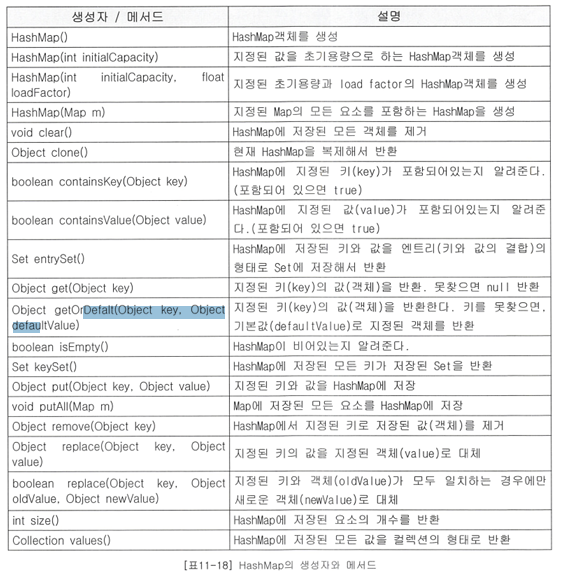 생성자 / 메서드 설명
HashMap() HashMap객체를 생성
HashMap(int initialCapacity) 지정된 값을 초기용량으로 하는 HashMap객체를 생성
HashMap(int initialCapacity, float
loadFactor)
지정된 초기용량과 load factor의 HashMap객체를 생성
HashMap(Map m) 지정된 Map의 모든 요소를 포함하는 HashMap을 생성
void clear() HashMap에 저장된 모든 객체를 제거
Object clone() 현재 HashMap을 복제해서 반환
boolean containsKey(Object key)
HashMap에 지정된 키(key)가 포함되어있는지 알려준다.
(포함되어 있으면 true)
boolean containsValue(Object value)
HashMap에 지정된 값(value)가 포함되어있는지 알려준
다.(포함되어 있으면 true)
Set entrySet()
HashMap에 저장된 키와 값을 엔트리(키와 값의 결합)의
형태로 Set에 저장해서 반환
Object get(Object key) 지정된 키(key)의 값(객체)을 반환. 못찾으면 null 반환
Object getOrDefalt(Object key, Object
defaultValue)
지정된 키(key)의 값(객체)을 반환한다. 키를 못찾으면,
기본값(defaultValue)로 지정된 객체를 반환
boolean isEmpty() HashMap이 비어있는지 알려준다.
Set keySet() HashMap에 저장된 모든 키가 저장된 Set을 반환
Object put(Object key, Object value) 지정된 키와 값을 HashMap에 저장
void putAll(Map m) Map에 저장된 모든 요소를 HashMap에 저장
Object remove(Object key) HashMap에서 지정된 키로 저장된 값(객체)를 제거
Object replace(Object key, Object
value)
지정된 키의 값을 지정된 객체(value)로 대체
boolean replace(Object key, Object
oldValue, Object newValue)
지정된 키와 객체(oldValue)가 모두 일치하는 경우에만
새로운 객체(newValue)로 대체
int size() HashMap에 저장된 요소의 개수를 반환
Collection values() HashMap에 저장된 모든 값을 컬렉션의 형태로 반환
[표11-18] HashMap의 생성자와 메서드